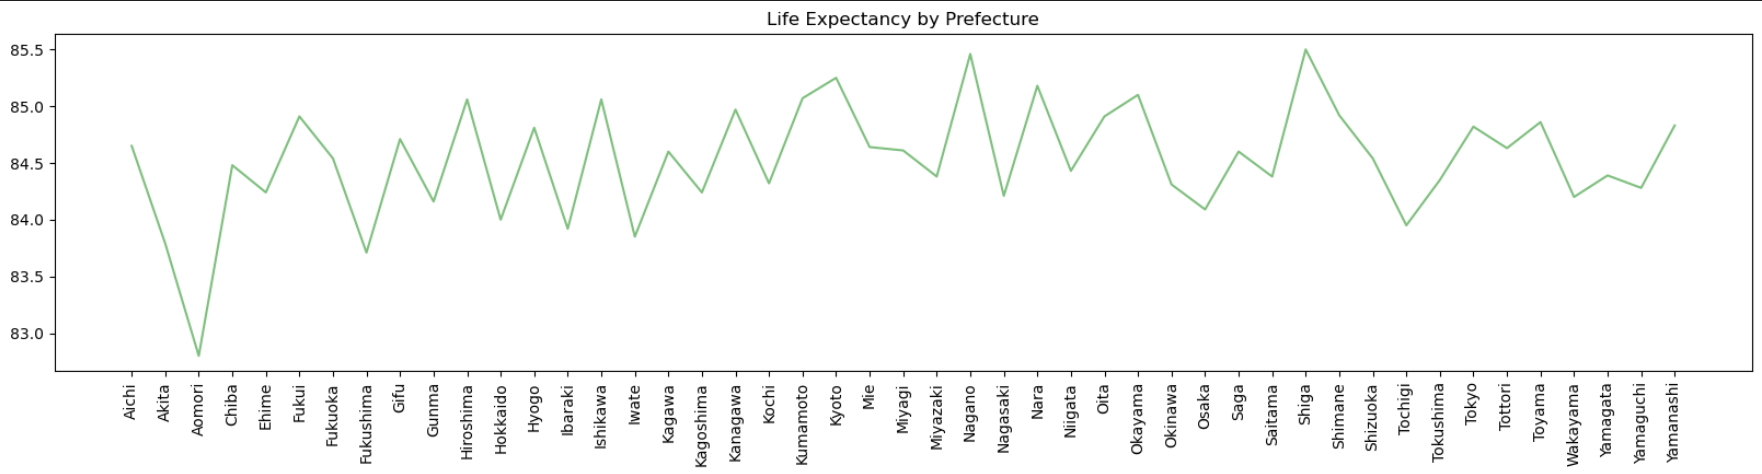 Life Expectancy by Prefecture
85.5
85.0
84.5
84.0
83.5
83.0
Aichi
Akita
Aomori
Chiba
Ehime
Fukui
Fukuoka
Fukushima
Gifu
Gunma
Hiroshima
Hokkaido
Hyogo
Ibaraki
Ishikawa
Iwate
Kagawa
Kagoshima
Kanagawa
Kochi
Kumamoto
Kyoto
Mie
Miyagi
Miyazaki
Nagano
Nagasaki
Nara
Niigata
Oita
Okayama
Okinawa
Osaka
Saga
Saitama
Shiga
Shimane
Shizuoka
Tochigi
Tokushima
Tokyo
Tottori
Toyama
Wakayama
Yamagata
Yamaguchi
Yamanashi